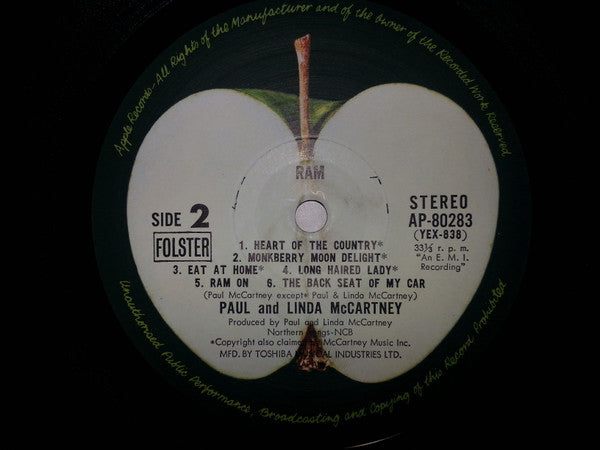 Apple Records-All Rights of the Manufacturer and of the Owner of the Recorded Work Reserved
RAM
SIDE 2
FOLSTER
STEREO
AP-80283
(YEX-838)
33⅓ r. p. m.
"An E. M. I.
Recording"
1. HEART OF THE COUNTRY*
2. MONKBERRY MOON DELIGHT*
3. EAT AT HOME* 4. LONG HAIRED LADY*
5. RAM ON 6. THE BACK SEAT OF MY CAR
(Paul McCartney except* Paul & Linda McCartney)
PAUL and LINDA McCARTNEY
Produced by Paul and Linda McCartney
Northern Songs-NCB
*Copyright also claimed by McCartney Music Inc.
MFD. BY TOSHIBA MUSICAL INDUSTRIES LTD.
Unauthorised Public Performance, Broadcasting and Copying of this Record Prohibited